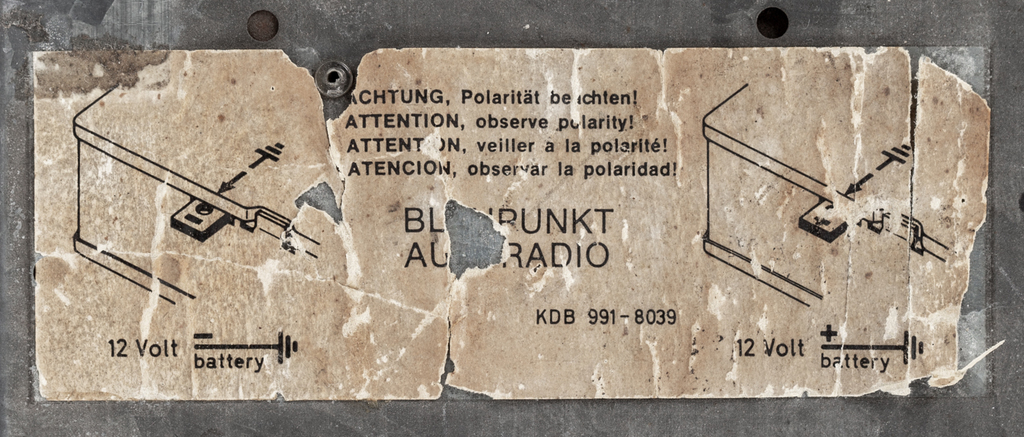 ACHTUNG, Polarität beachten!
ATTENTION, observe polarity!
ATTENTION, veiller à la polarité!
ATENCION, observar la polaridad!
BLAUPUNKT
AUTORADIO
KDB 991-8039
12 Volt - battery
12 Volt + battery